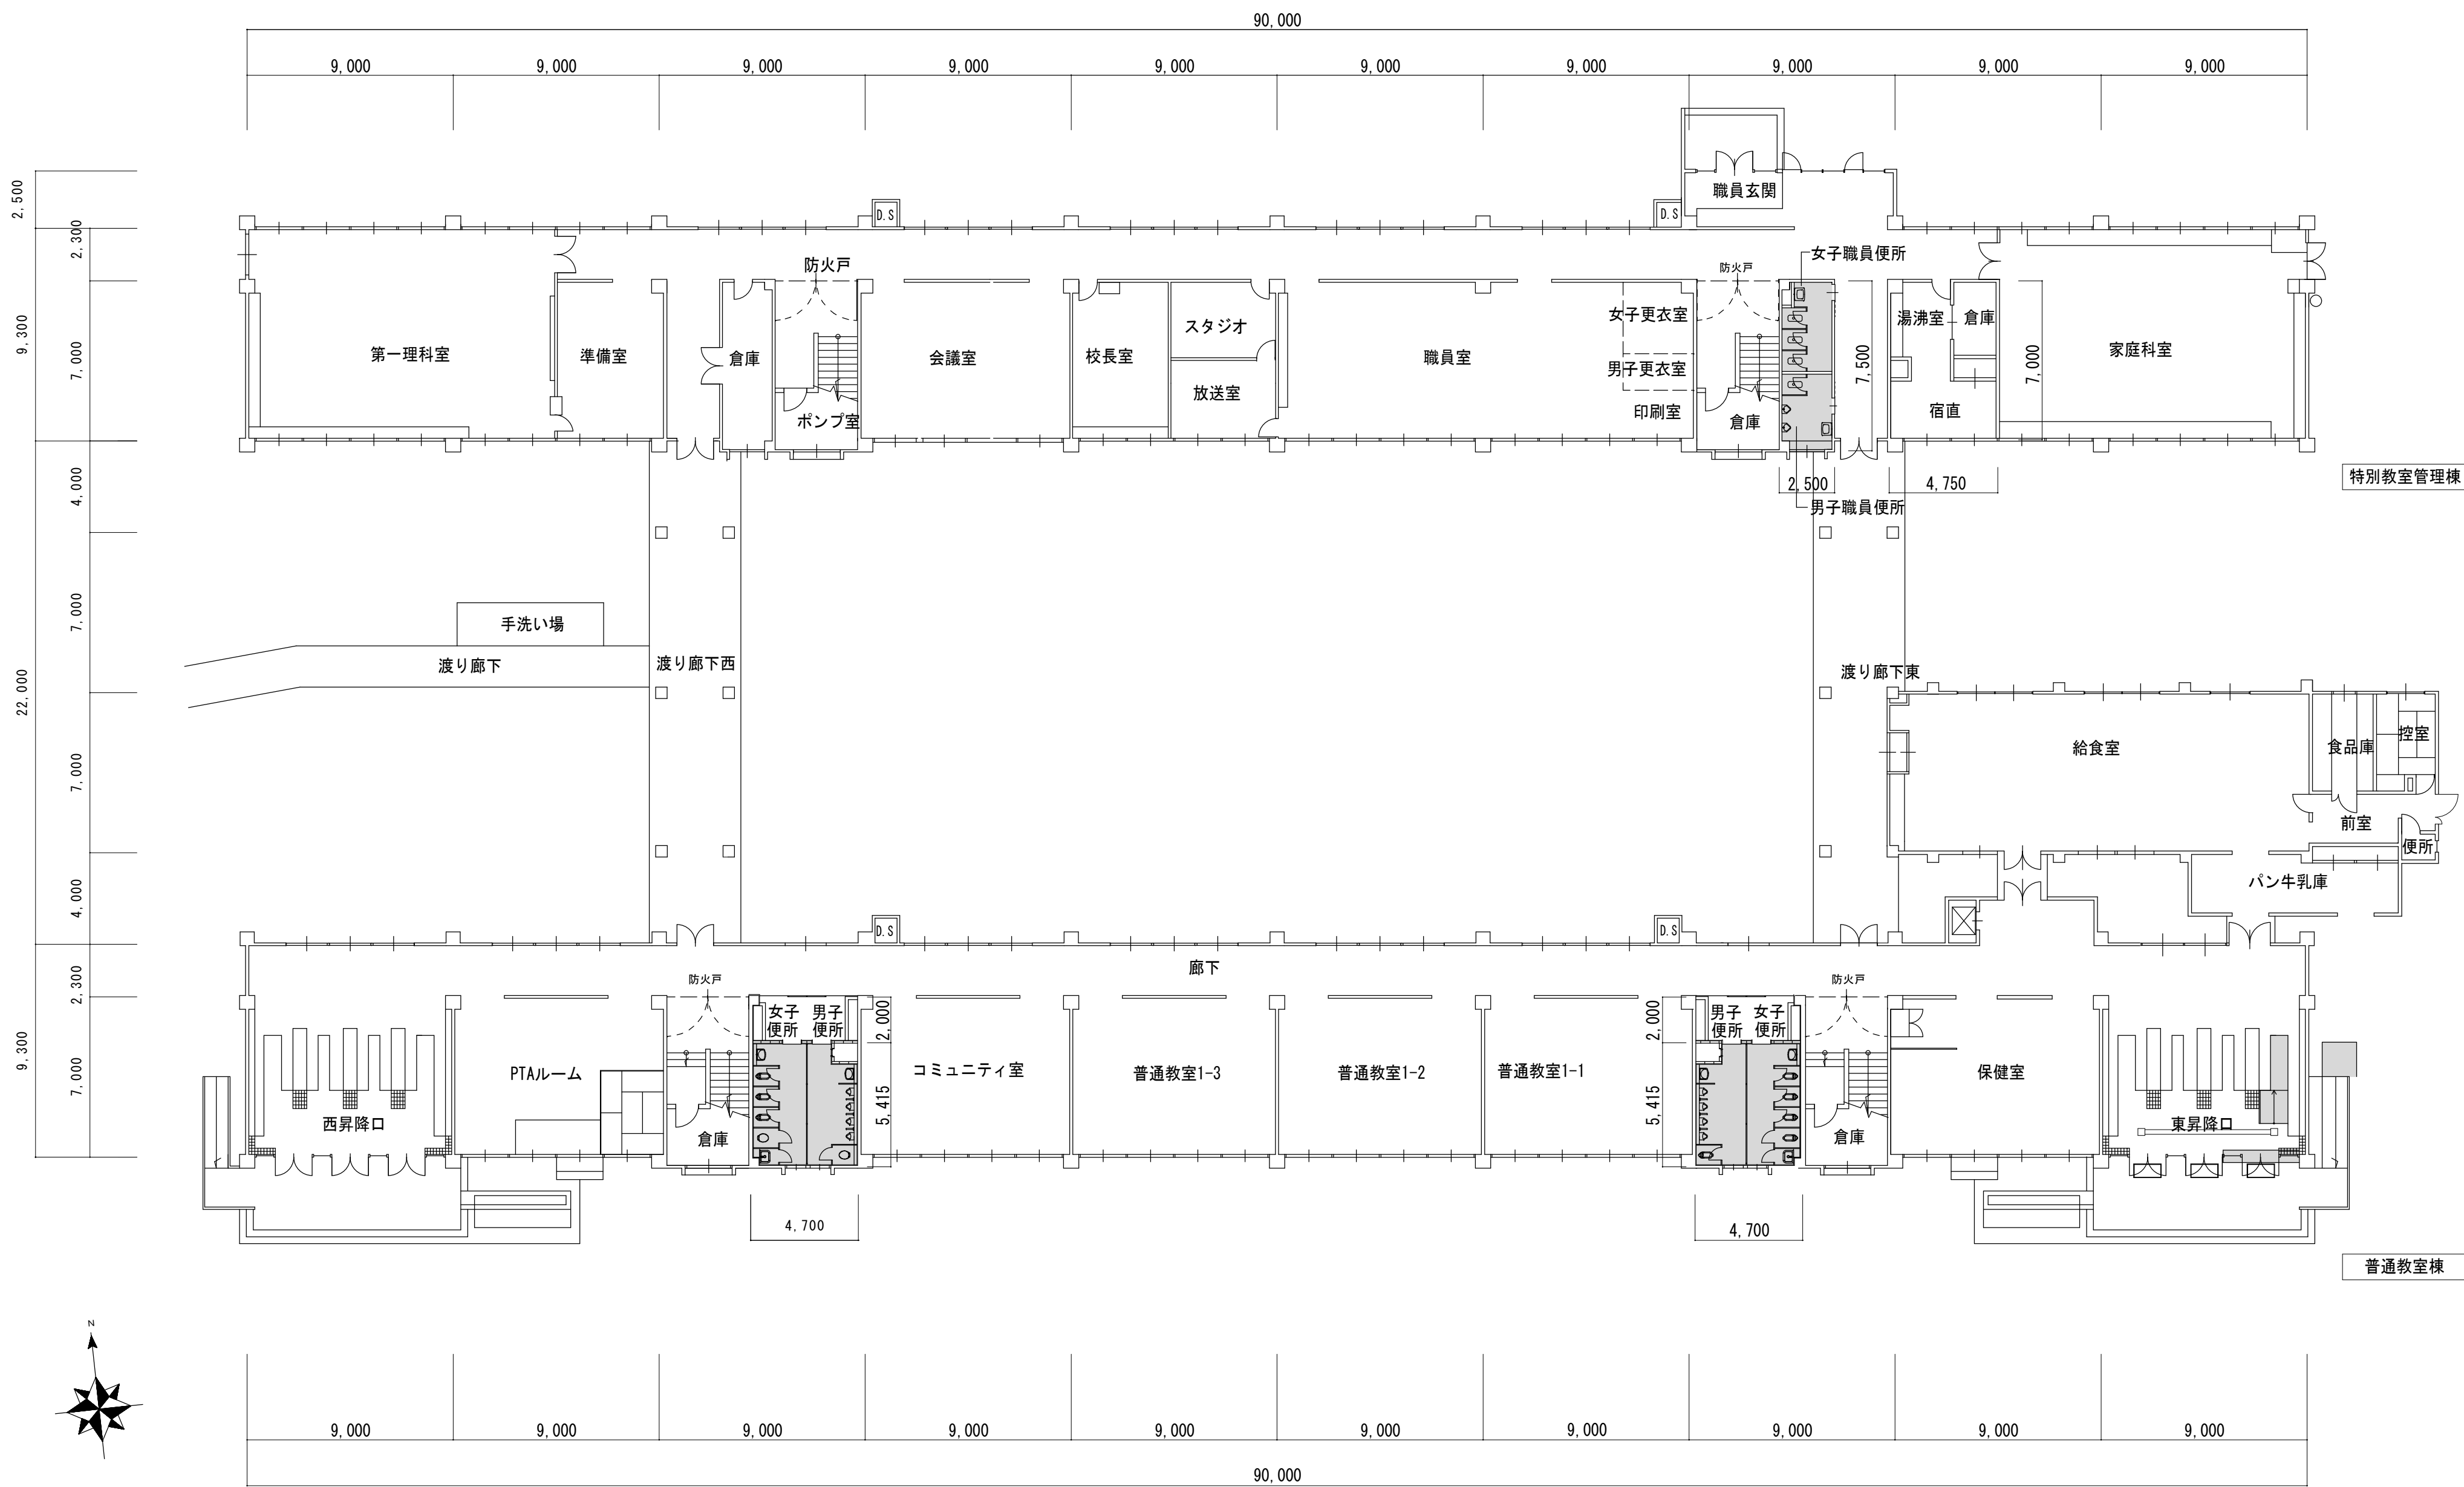 90,000
9,000 9,000 9,000 9,000 9,000 9,000 9,000 9,000 9,000 9,000
2,500
2,300
9,300
7,000
4,000
7,000
22,000
7,000
4,000
2,300
9,300
7,000
職員玄関
D.S
D.S
防火戸
防火戸
女子職員便所
第一理科室
準備室
倉庫
ポンプ室
会議室
校長室
スタジオ
放送室
職員室
女子更衣室
男子更衣室
印刷室
倉庫
7,500
湯沸室
倉庫
宿直
7,000
家庭科室
2,500
4,750
男子職員便所
特別教室管理棟
手洗い場
渡り廊下
渡り廊下西
渡り廊下東
給食室
食品庫
控室
前室
便所
パン牛乳庫
D.S
D.S
廊下
防火戸
防火戸
女子
便所
男子
便所
2,000
5,415
男子
便所
女子
便所
2,000
5,415
西昇降口
PTAルーム
倉庫
コミュニティ室
普通教室1-3
普通教室1-2
普通教室1-1
倉庫
保健室
東昇降口
4,700
4,700
普通教室棟
N
9,000 9,000 9,000 9,000 9,000 9,000 9,000 9,000 9,000 9,000
90,000